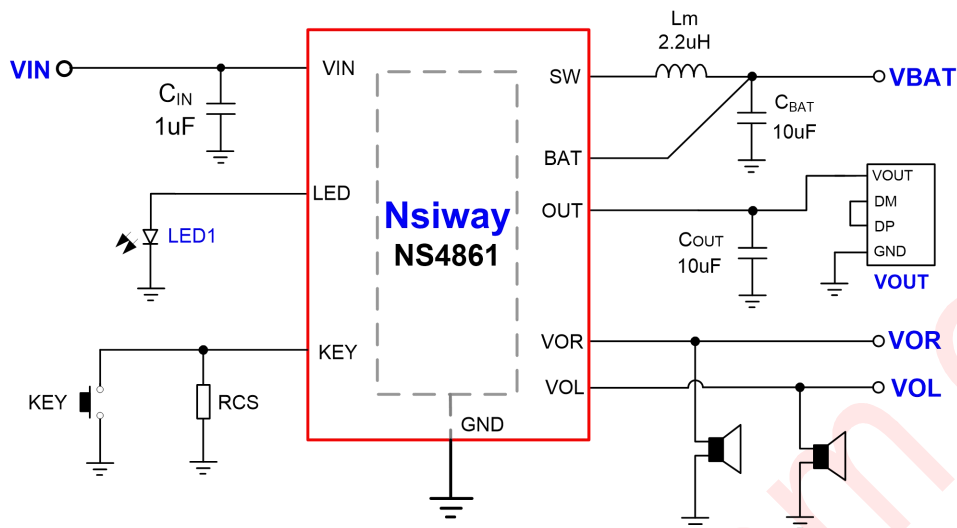 Lm
2.2uH
VIN
VIN
SW
VBAT
CIN
1uF
CBAT
10uF
BAT
LED
OUT
VOUT
DM
DP
GND
VOUT
LED1
Nsiway
NS4861
COUT
10uF
KEY
VOR
VOR
VOL
VOL
KEY
RCS
GND